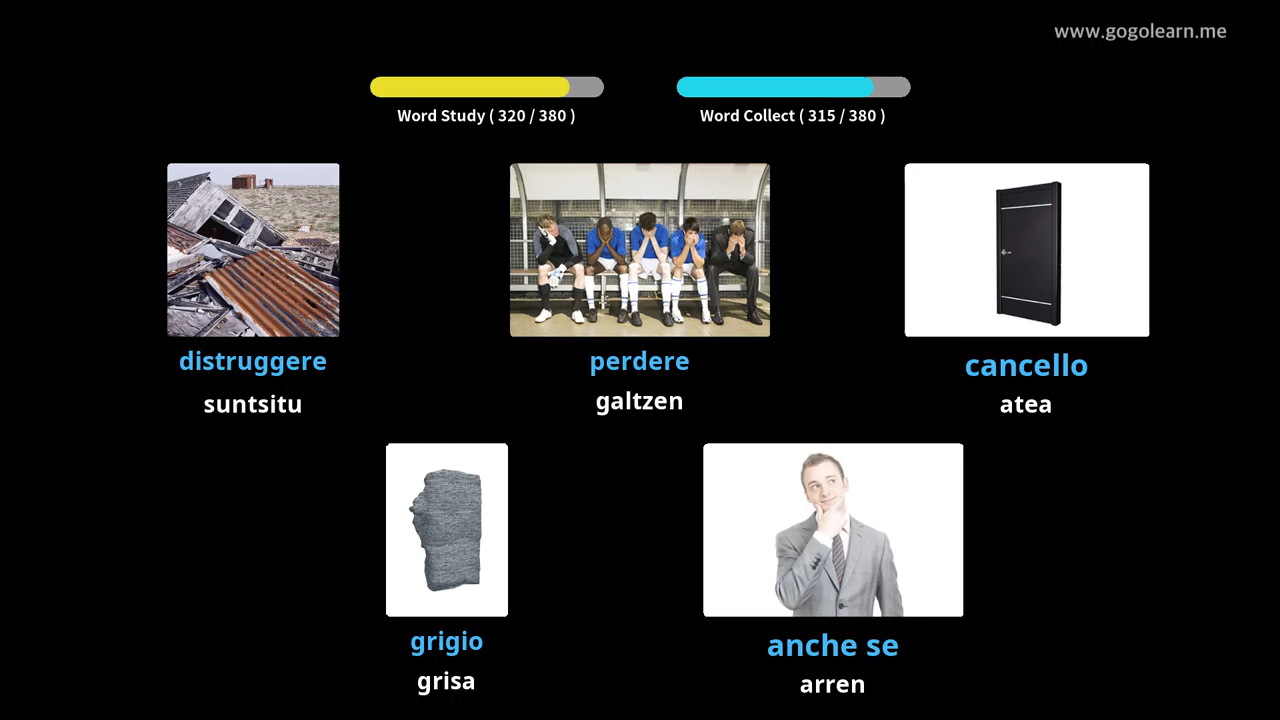 www.gogolearn.me
Word Study ( 320 / 380 )
Word Collect ( 315 / 380 )
distruggere
suntsitu
perdere
galtzen
cancello
atea
grigio
grisa
anche se
arren